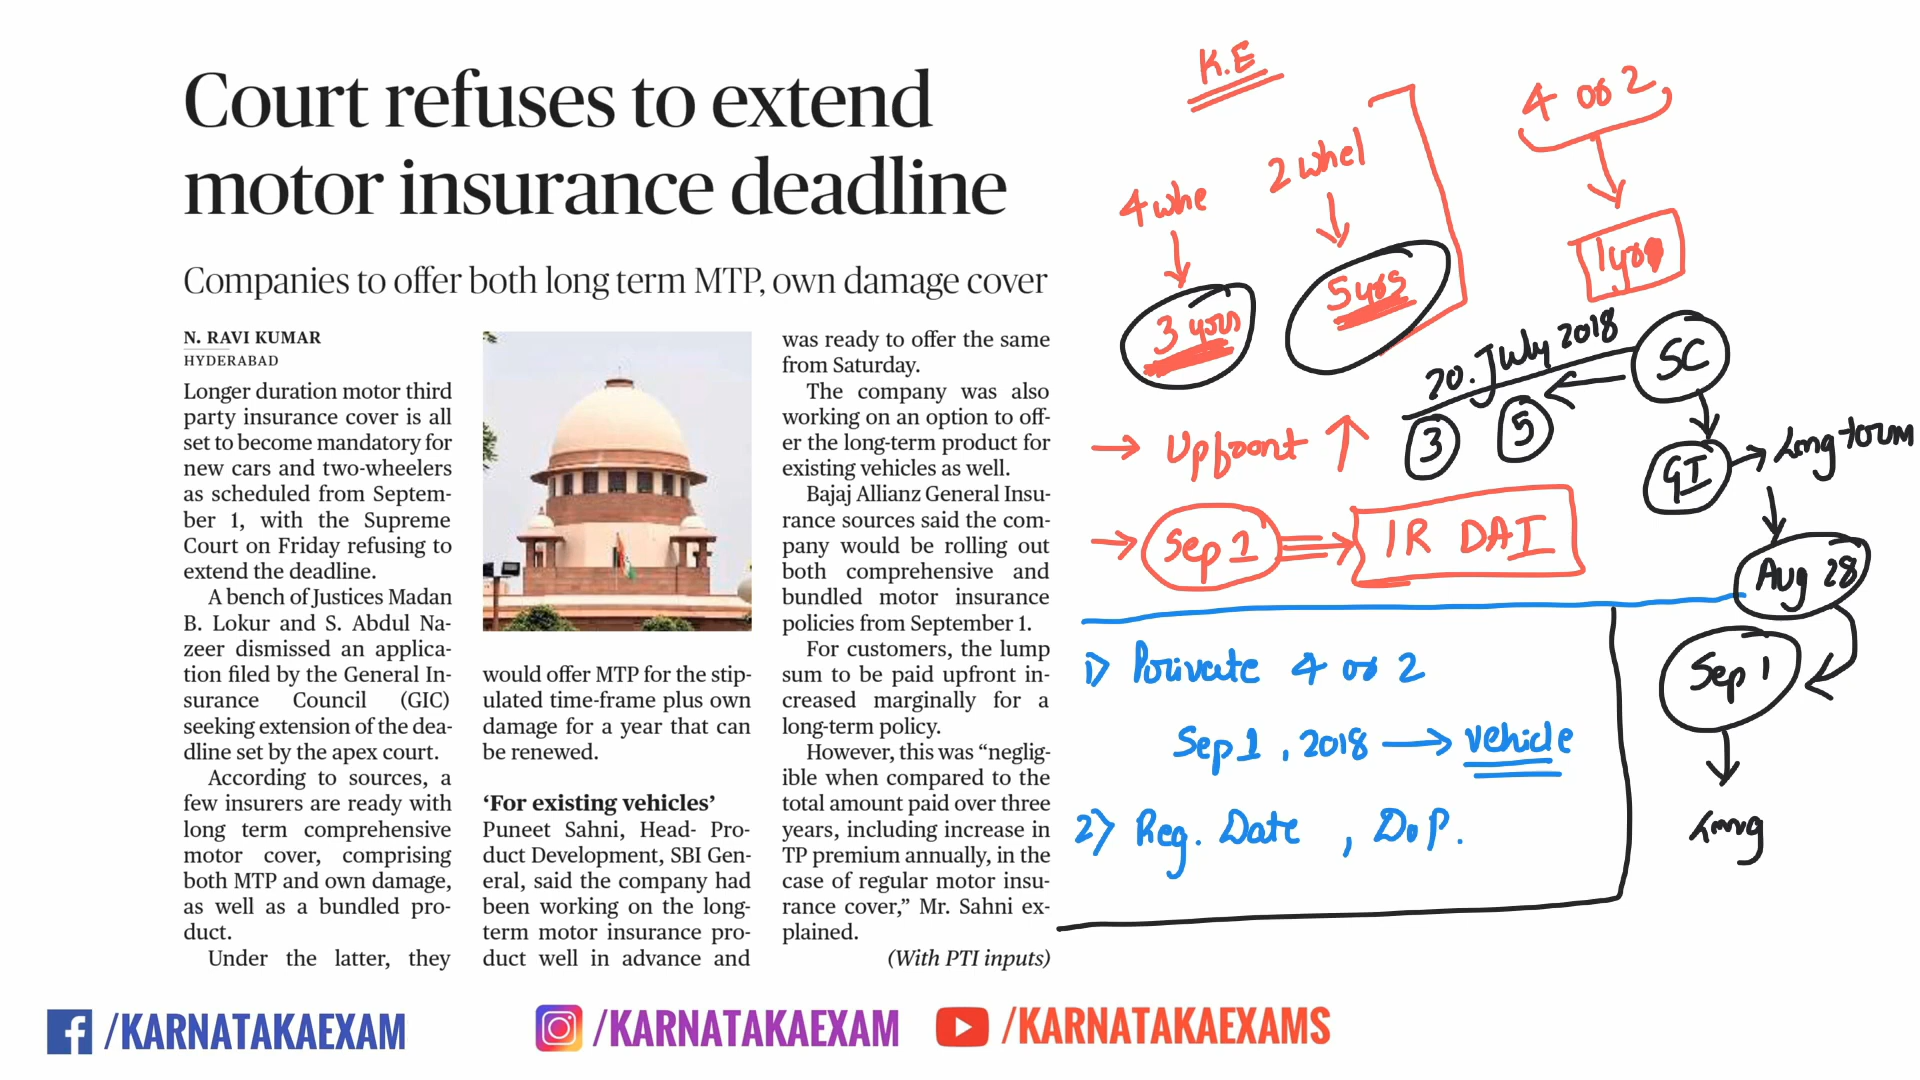 Court refuses to extend
motor insurance deadline
Companies to offer both long term MTP, own damage cover
N. RAVI KUMAR
HYDERABAD
Longer duration motor third
party insurance cover is all
set to become mandatory for
new cars and two-wheelers
as scheduled from Septem-
ber 1, with the Supreme
Court on Friday refusing to
extend the deadline.
A bench of Justices Madan
B. Lokur and S. Abdul Na-
zeer dismissed an applica-
tion filed by the General In-
surance Council (GIC)
seeking extension of the dea-
dline set by the apex court.
According to sources, a
few insurers are ready with
long term comprehensive
motor cover, comprising
both MTP and own damage,
as well as a bundled pro-
duct.
Under the latter, they
would offer MTP for the stip-
ulated time-frame plus own
damage for a year that can
be renewed.
‘For existing vehicles’
Puneet Sahni, Head- Pro-
duct Development, SBI Gen-
eral, said the company had
been working on the long-
term motor insurance pro-
duct well in advance and
was ready to offer the same
from Saturday.
The company was also
working on an option to off-
er the long-term product for
existing vehicles as well.
Bajaj Allianz General Insu-
rance sources said the com-
pany would be rolling out
both comprehensive and
bundled motor insurance
policies from September 1.
For customers, the lump
sum to be paid upfront in-
creased marginally for a
long-term policy.
However, this was “neglig-
ible when compared to the
total amount paid over three
years, including increase in
TP premium annually, in the
case of regular motor insu-
rance cover,” Mr. Sahni ex-
plained.
(With PTI inputs)
K.E
4 whe
3 yrs
2 whel
5 yrs
4 or 2
1 yr
20. July 2018
SC
3 5
GI → Long term
Aug 28
Sep 1
Long
→ Upfront ↑
→ Sep 1 → IRDAI
1) Private 4 or 2
Sep 1, 2018 → vehicle
2) Reg. Date, DoP.
/KARNATAKAEXAM
/KARNATAKAEXAM
/KARNATAKAEXAMS